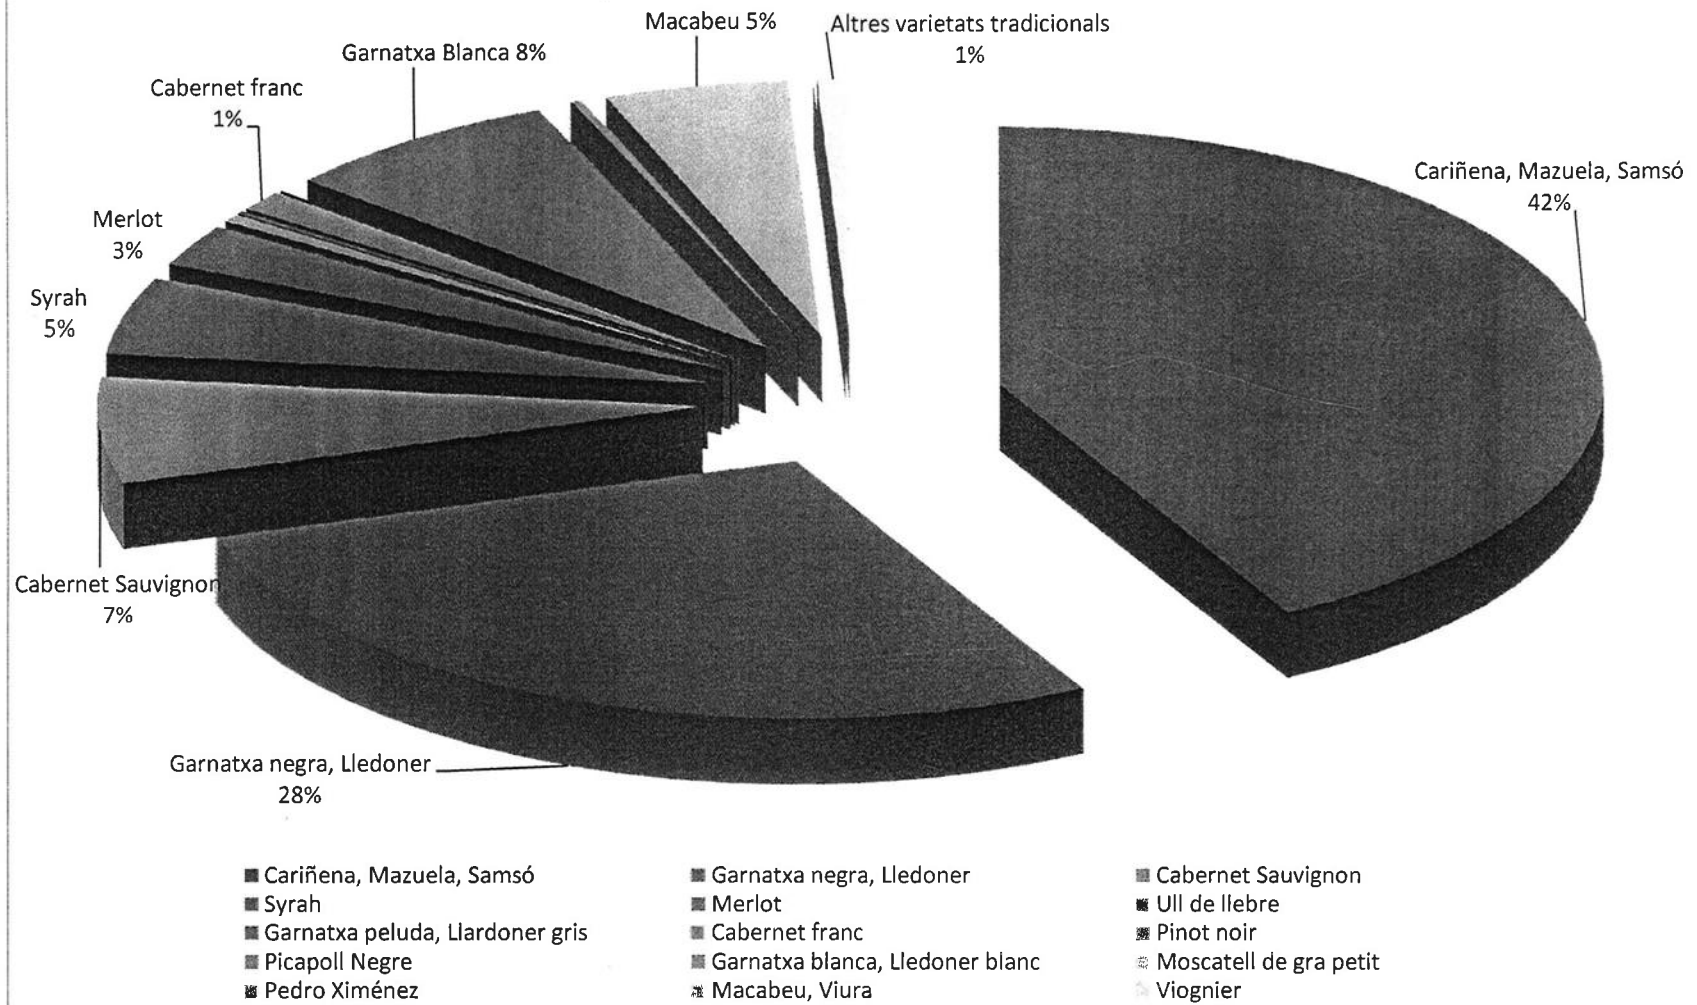 Macabeu 5%
Altres varietats tradicionals
1%
Garnatxa Blanca 8%
Cabernet franc
1%
Cariñena, Mazuela, Samsó
42%
Merlot
3%
Syrah
5%
Cabernet Sauvignon
7%
Garnatxa negra, Lledoner
28%
Cariñena, Mazuela, Samsó
Garnatxa negra, Lledoner
Cabernet Sauvignon
Syrah
Merlot
Ull de llebre
Garnatxa peluda, Llardoner gris
Cabernet franc
Pinot noir
Picapoll Negre
Garnatxa blanca, Lledoner blanc
Moscatell de gra petit
Pedro Ximénez
Macabeu, Viura
Viognier